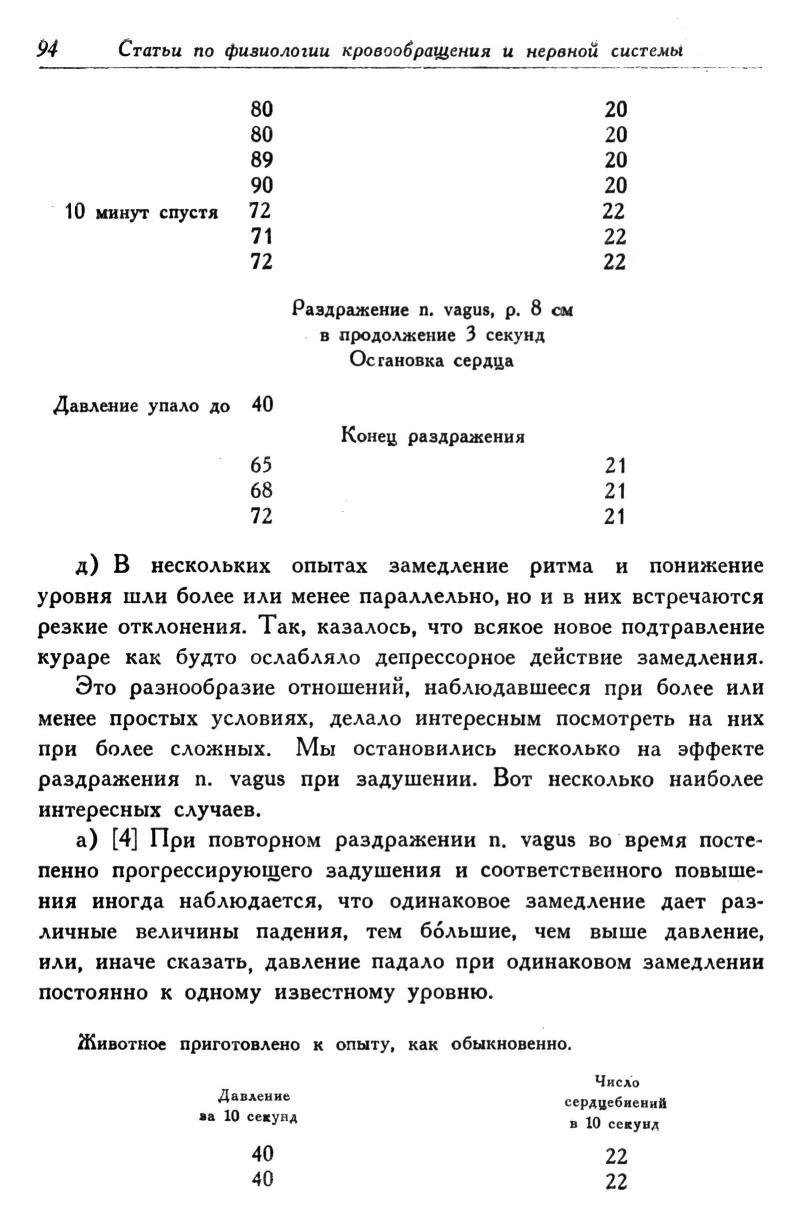 94 Статьи по физиологии кровообращения и нервной системы
80 20
80 20
89 20
90 20
10 минут спустя 72 22
71 22
72 22
Раздражение n. vagus, р. 8 см
в продолжение 3 секунд
Остановка сердца
Давление упало до 40
Конец раздражения
65 21
68 21
72 21
д) В нескольких опытах замедление ритма и понижение
уровня шли более или менее параллельно, но и в них встречаются
резкие отклонения. Так, казалось, что всякое новое подтравление
кураре как будто ослабляло депрессорное действие замедления.
Это разнообразие отношений, наблюдавшееся при более или
менее простых условиях, делало интересным посмотреть на них
при более сложных. Мы остановились несколько на эффекте
раздражения n. vagus при задушении. Вот несколько наиболее
интересных случаев.
а) [4] При повторном раздражении n. vagus во время посте-
пенно прогрессирующего задушения и соответственного повыше-
ния иногда наблюдается, что одинаковое замедление дает раз-
личные величины падения, тем бо́льшие, чем выше давление,
или, иначе сказать, давление падало при одинаковом замедлении
постоянно к одному известному уровню.
Животное приготовлено к опыту, как обыкновенно.
Давление
за 10 секунд
Число
сердцебиений
в 10 секунд
40 22
40 22